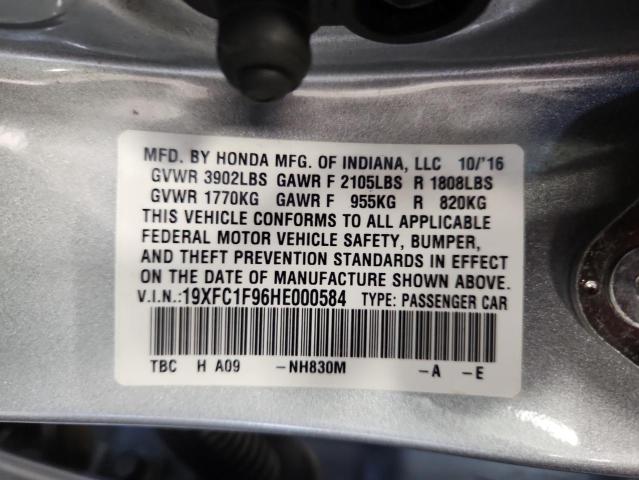 MFD. BY HONDA MFG. OF INDIANA, LLC 10/'16
GVWR 3902LBS GAWR F 2105LBS R 1808LBS
GVWR 1770KG GAWR F 955KG R 820KG
THIS VEHICLE CONFORMS TO ALL APPLICABLE
FEDERAL MOTOR VEHICLE SAFETY, BUMPER,
AND THEFT PREVENTION STANDARDS IN EFFECT
ON THE DATE OF MANUFACTURE SHOWN ABOVE.
V.I.N.:19XFC1F96HE000584 TYPE: PASSENGER CAR
TBC H A09 -NH830M -A -E